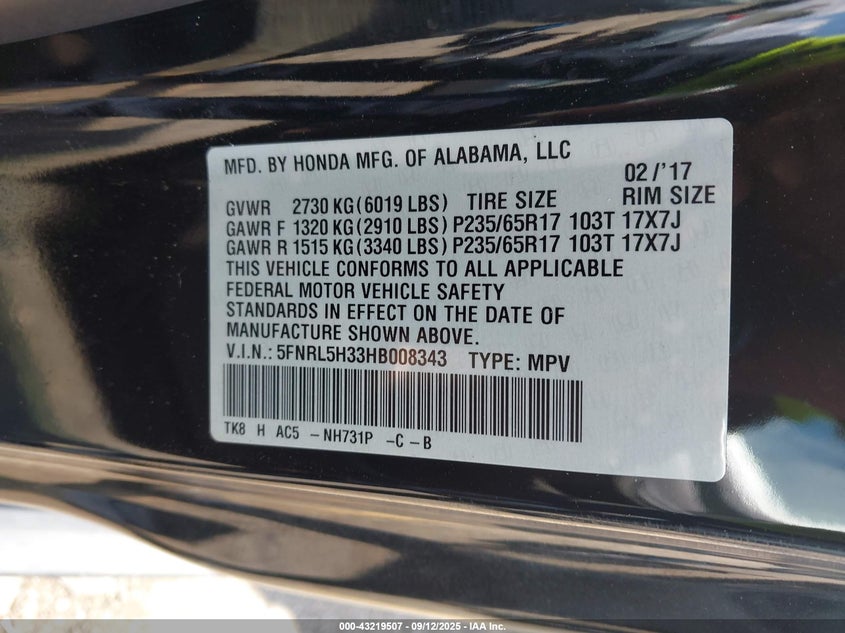 MFD. BY HONDA MFG. OF ALABAMA, LLC 02/'17
GVWR 2730 KG(6019 LBS) TIRE SIZE RIM SIZE
GAWR F 1320 KG(2910 LBS) P235/65R17 103T 17X7J
GAWR R 1515 KG(3340 LBS) P235/65R17 103T 17X7J
THIS VEHICLE CONFORMS TO ALL APPLICABLE
FEDERAL MOTOR VEHICLE SAFETY
STANDARDS IN EFFECT ON THE DATE OF
MANUFACTURE SHOWN ABOVE.
V.I.N.: 5FNRL5H33HB008343 TYPE: MPV
TK8 H AC5 -NH731P -C-B
000-43219507 - 09/12/2025 - IAA Inc.